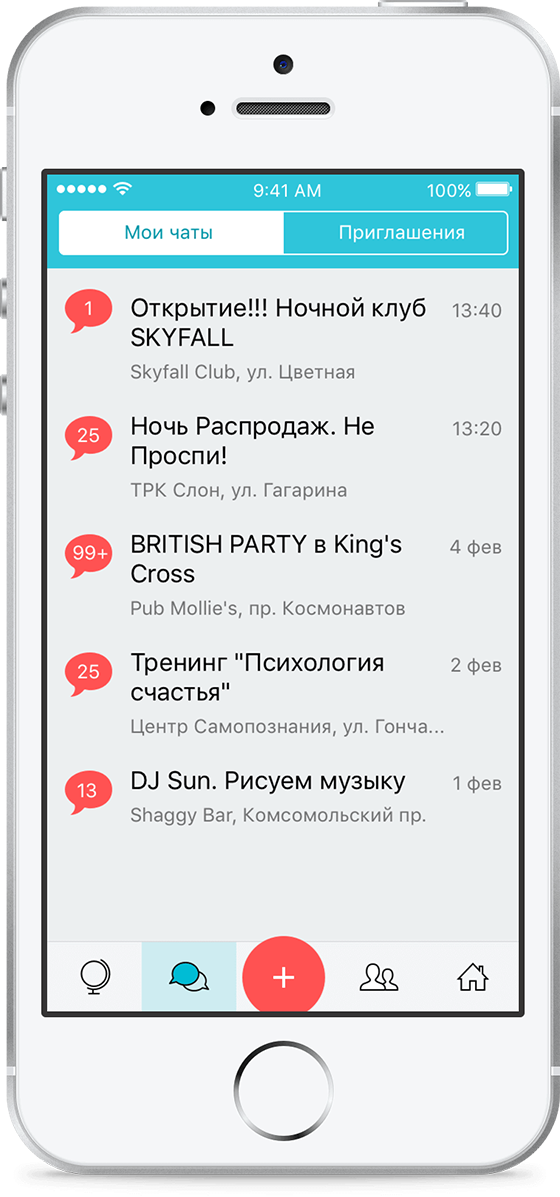 9:41 AM 100%
Мои чаты Приглашения
1 Открытие!!! Ночной клуб 13:40
SKYFALL
Skyfall Club, ул. Цветная
25 Ночь Распродаж. Не 13:20
Проспи!
ТРК Слон, ул. Гагарина
99+ BRITISH PARTY в King's 4 фев
Cross
Pub Mollie's, пр. Космонавтов
25 Тренинг "Психология 2 фев
счастья"
Центр Самопознания, ул. Гонча...
13 DJ Sun. Рисуем музыку 1 фев
Shaggy Bar, Комсомольский пр.
+